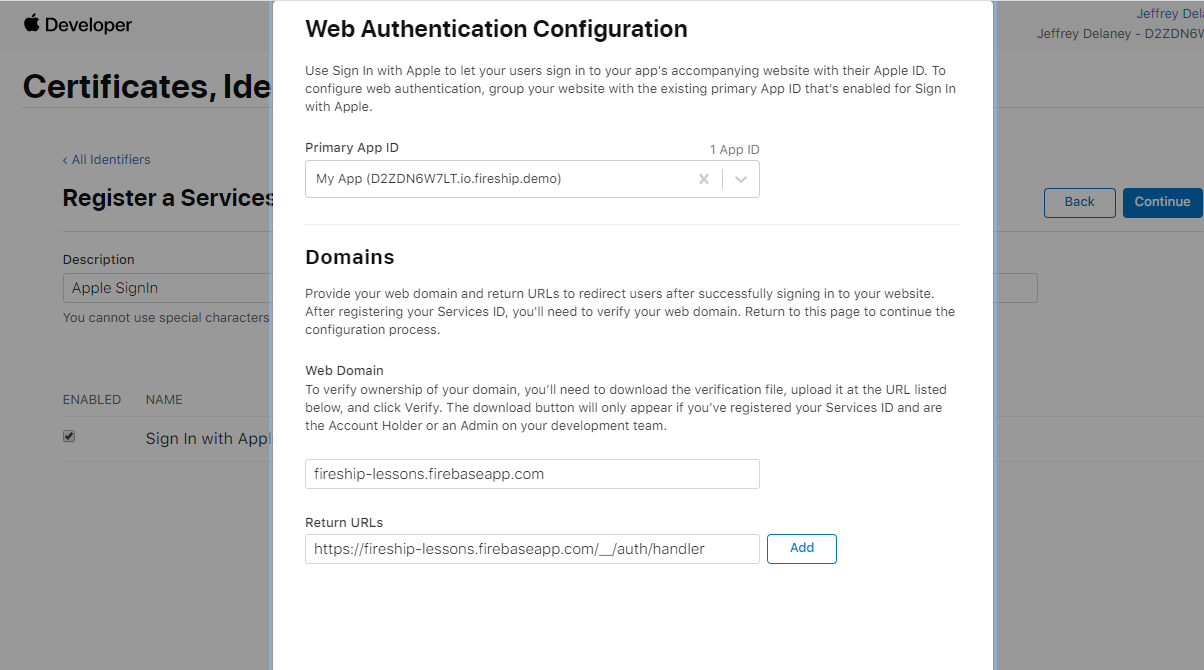 Developer
Jeffrey Del
Jeffrey Delaney - D2ZDN6W
Certificates, Ide
‹ All Identifiers
Register a Services
Back
Continue
Description
Apple SignIn
You cannot use special characters
ENABLED NAME
Sign In with Appl
Web Authentication Configuration
Use Sign In with Apple to let your users sign in to your app's accompanying website with their Apple ID. To
configure web authentication, group your website with the existing primary App ID that's enabled for Sign In
with Apple.
Primary App ID
1 App ID
My App (D2ZDN6W7LT.io.fireship.demo)
Domains
Provide your web domain and return URLs to redirect users after successfully signing in to your website.
After registering your Services ID, you'll need to verify your web domain. Return to this page to continue the
configuration process.
Web Domain
To verify ownership of your domain, you’ll need to download the verification file, upload it at the URL listed
below, and click Verify. The download button will only appear if you’ve registered your Services ID and are
the Account Holder or an Admin on your development team.
fireship-lessons.firebaseapp.com
Return URLs
https://fireship-lessons.firebaseapp.com/__/auth/handler
Add